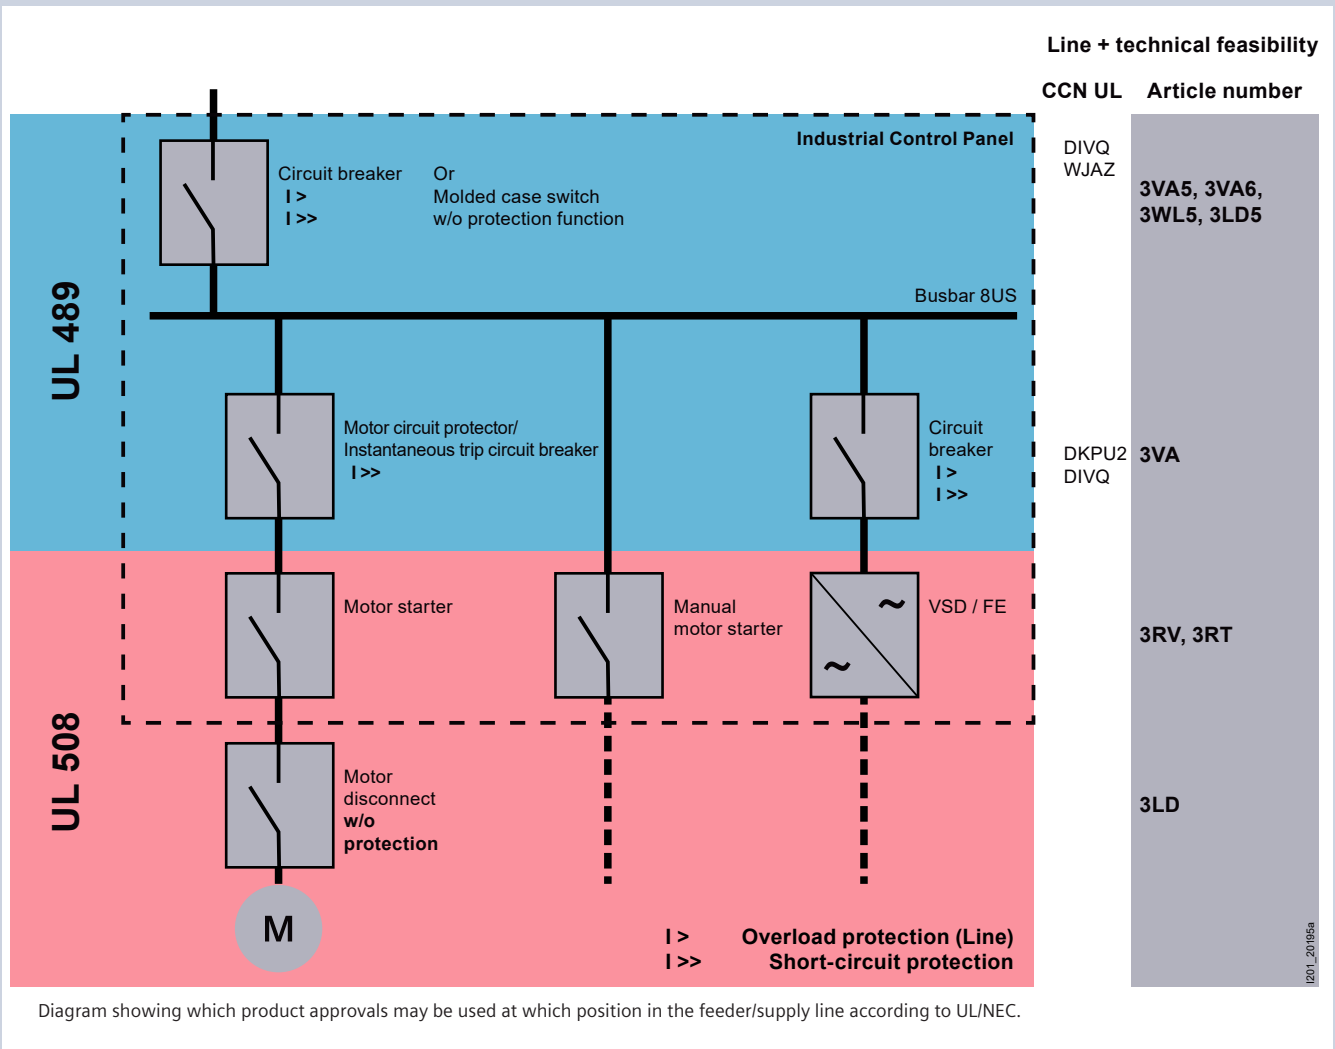 Line + technical feasibility
CCN UL
Article number
Industrial Control Panel
DIVQ
WJAZ
3VA5, 3VA6,
3WL5, 3LD5
Circuit breaker
I >
I >>
Or
Molded case switch
w/o protection function
UL 489
Busbar 8US
Motor circuit protector/
Instantaneous trip circuit breaker
I >>
Circuit
breaker
I >
I >>
DKPU2
DIVQ
3VA
UL 508
Motor starter
Manual
motor starter
~
~
VSD / FE
3RV, 3RT
Motor
disconnect
w/o
protection
3LD
M
I > Overload protection (Line)
I >> Short-circuit protection
I201_20195a
Diagram showing which product approvals may be used at which position in the feeder/supply line according to UL/NEC.